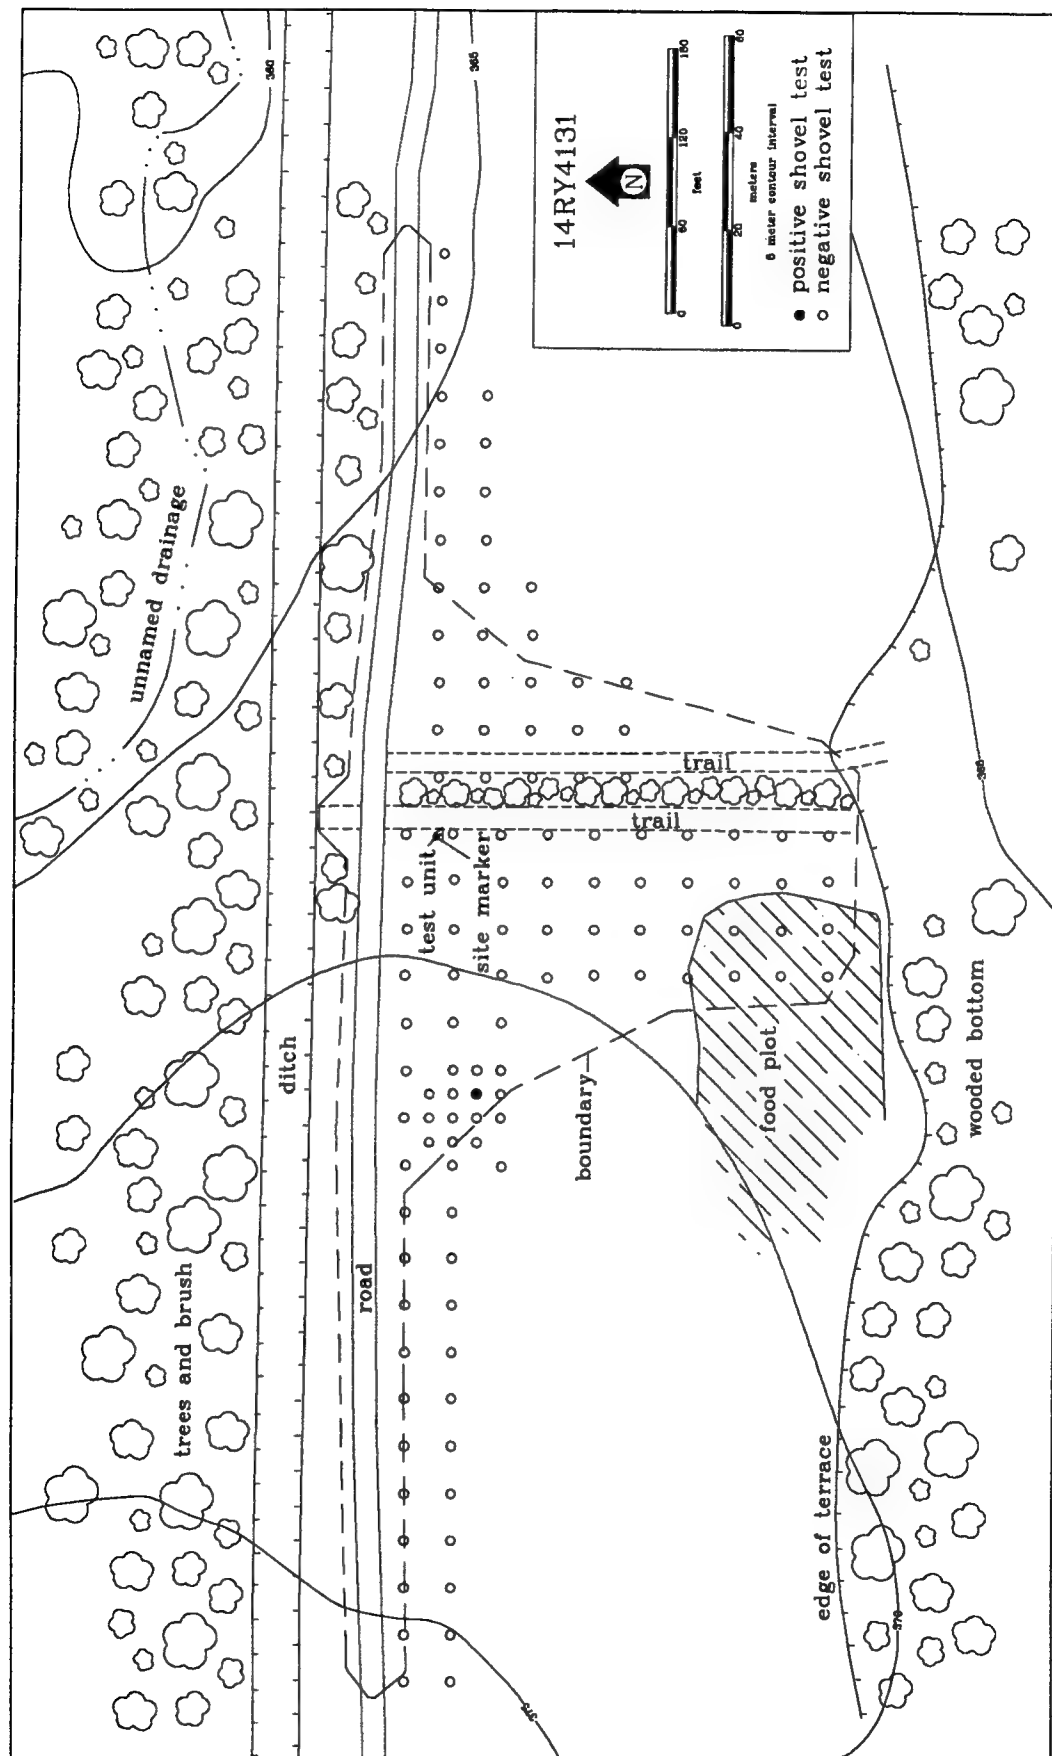 14RY4131
N
0 60 120 180
feet
0 20 40 60
meters
5 meter contour interval
positive shovel test
negative shovel test
360
365
unnamed drainage
trail
trail
test unit
site marker
365
ditch
boundary
food plot
wooded bottom
road
trees and brush
edge of terrace
370
375